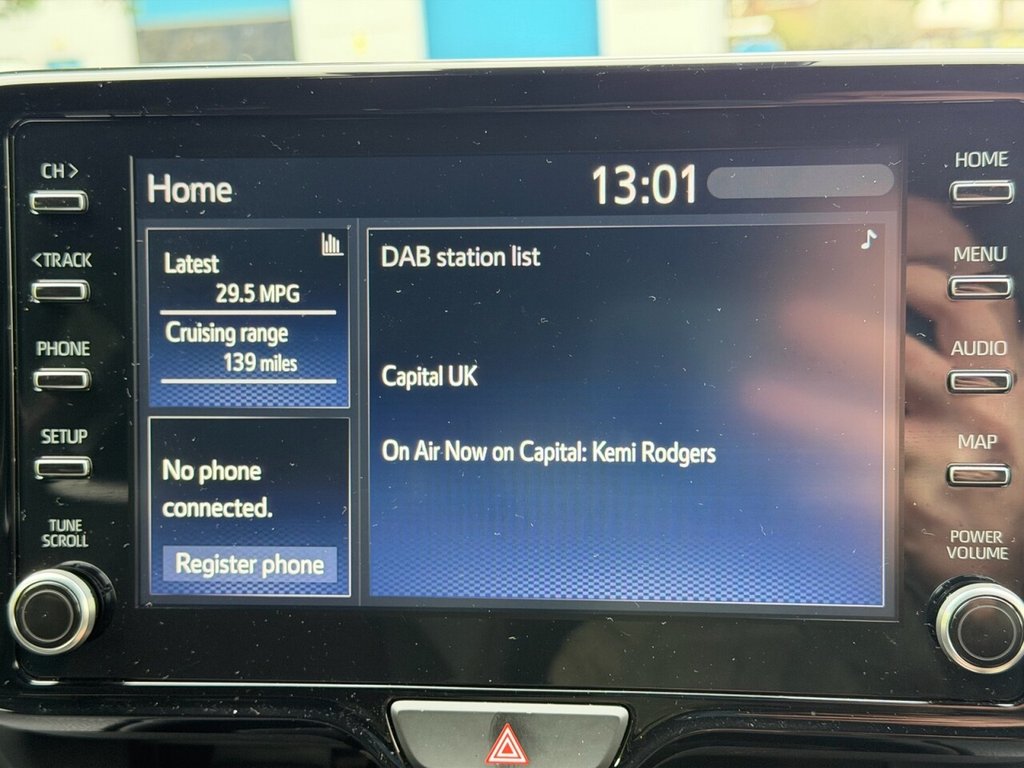 CH>
<TRACK
PHONE
SETUP
TUNE
SCROLL
Home
13:01
Latest
29.5 MPG
Cruising range
139 miles
No phone
connected.
Register phone
DAB station list
Capital UK
On Air Now on Capital: Kemi Rodgers
HOME
MENU
AUDIO
MAP
POWER
VOLUME